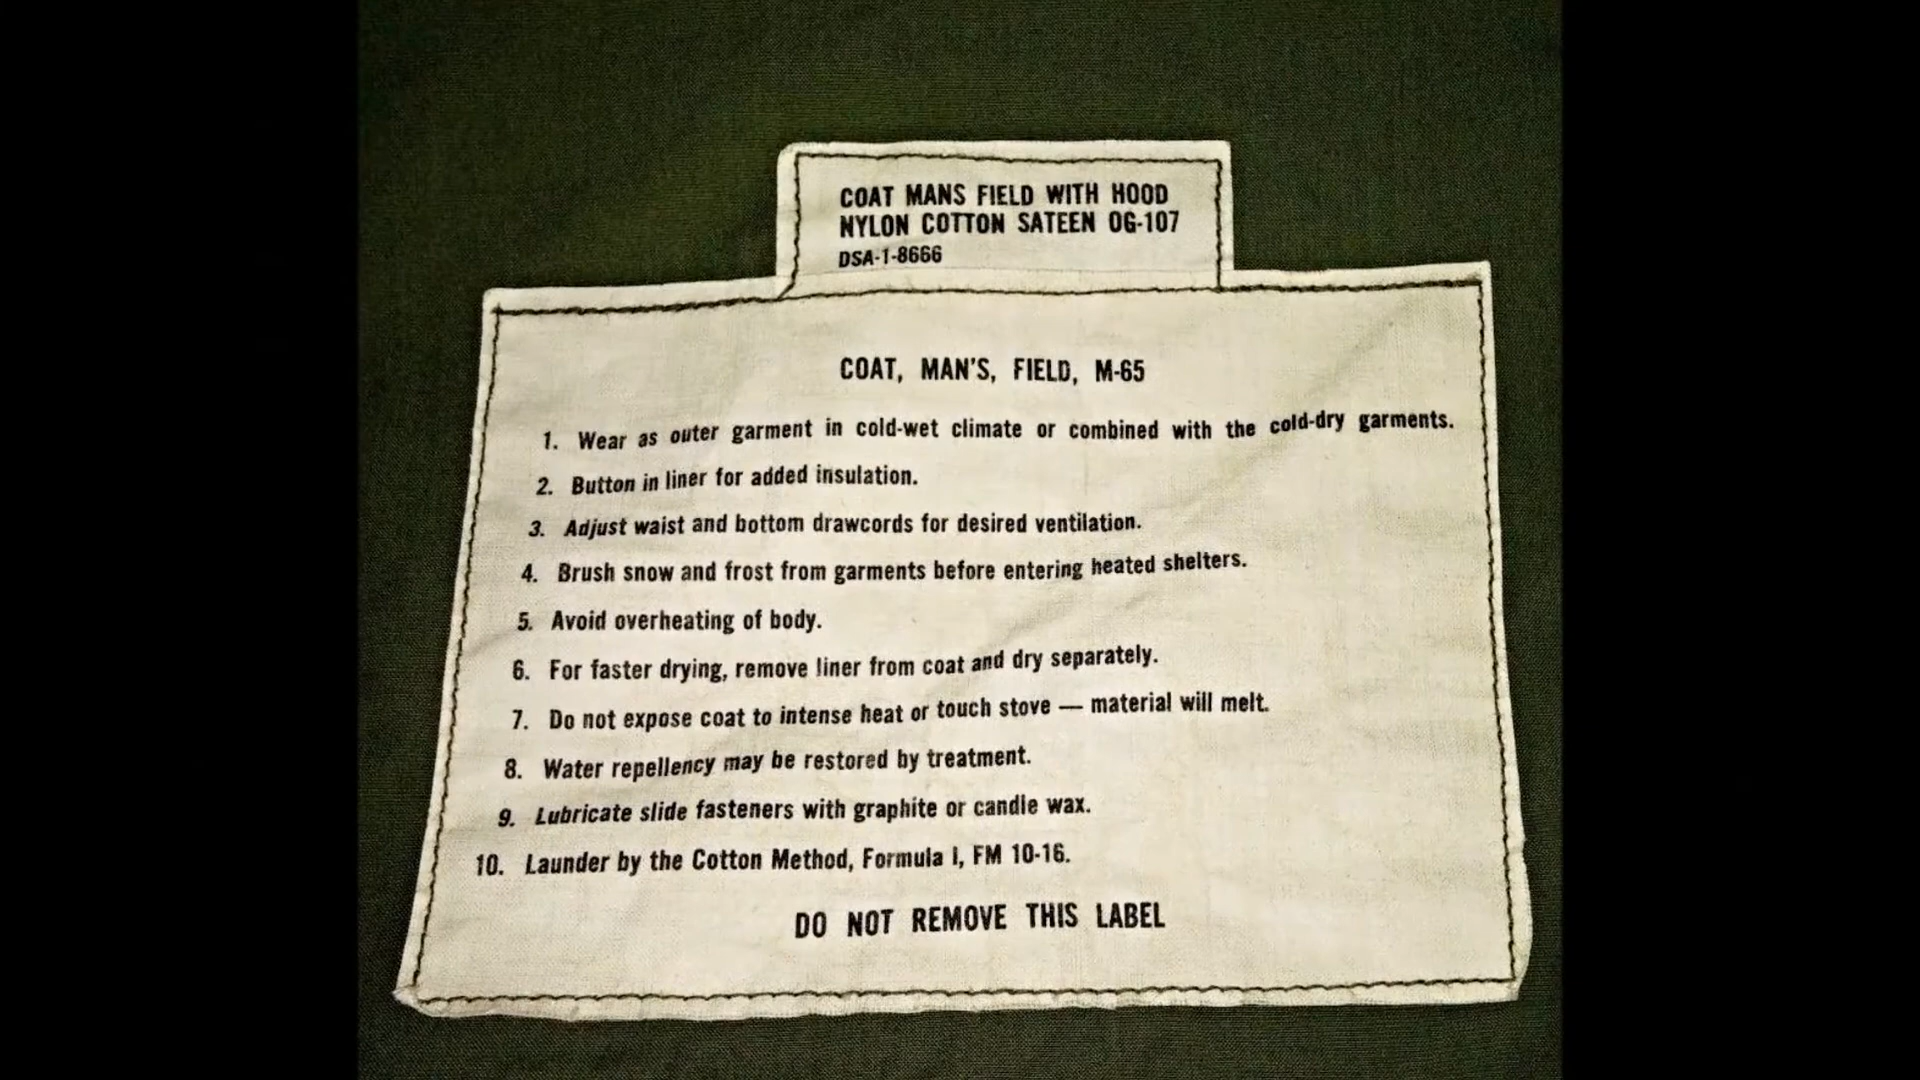 COAT MANS FIELD WITH HOOD
NYLON COTTON SATEEN OG-107
DSA-1-8666
COAT, MAN'S, FIELD, M-65
1. Wear as outer garment in cold-wet climate or combined with the cold-dry garments.
2. Button in liner for added insulation.
3. Adjust waist and bottom drawcords for desired ventilation.
4. Brush snow and frost from garments before entering heated shelters.
5. Avoid overheating of body.
6. For faster drying, remove liner from coat and dry separately.
7. Do not expose coat to intense heat or touch stove — material will melt.
8. Water repellency may be restored by treatment.
9. Lubricate slide fasteners with graphite or candle wax.
10. Launder by the Cotton Method, Formula I, FM 10-16.
DO NOT REMOVE THIS LABEL